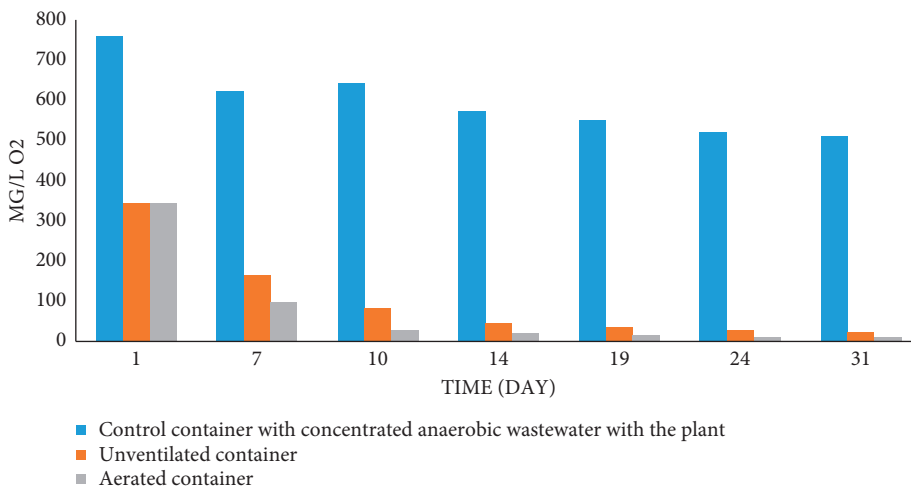 800
700
600
500
400
300
200
100
0
MG/L O2
1 7 10 14 19 24 31
TIME (DAY)
Control container with concentrated anaerobic wastewater with the plant
Unventilated container
Aerated container